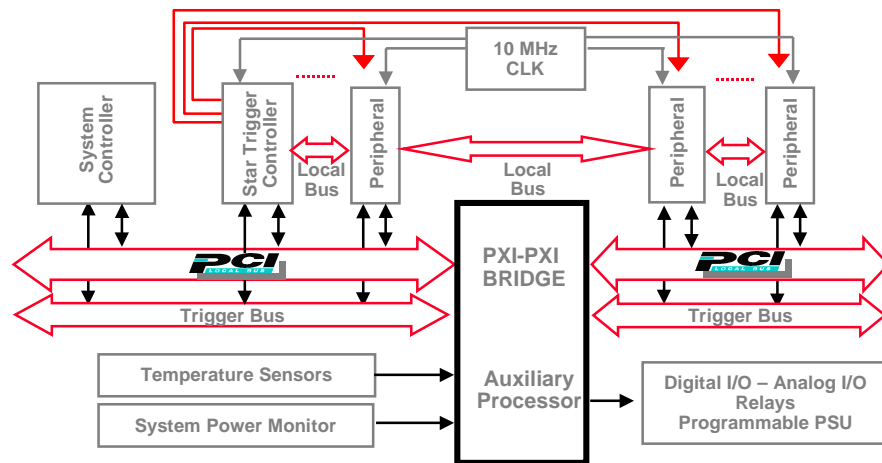 10 MHz
CLK
System
Controller
Star Trigger
Controller
Peripheral
Peripheral
Peripheral
Local
Bus
Local
Bus
Local
Bus
PCI
LOCAL BUS
PXI-PXI
BRIDGE
PCI
LOCAL BUS
Trigger Bus
Trigger Bus
Temperature Sensors
System Power Monitor
Auxiliary
Processor
Digital I/O – Analog I/O
Relays
Programmable PSU